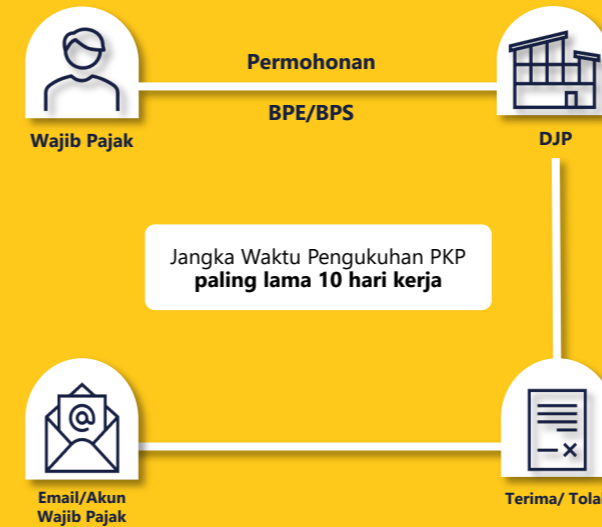 Permohonan
BPE/BPS
Wajib Pajak
DJP
Jangka Waktu Pengukuhan PKP
paling lama 10 hari kerja
@
Email/Akun
Wajib Pajak
Terima/